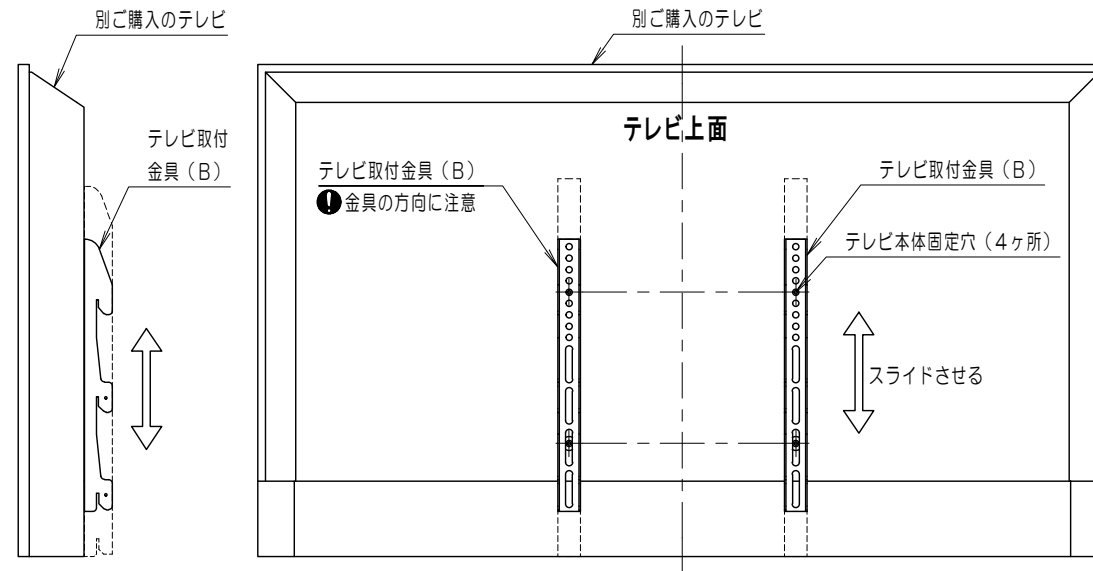 別ご購入のテレビ
テレビ取付
金具（B）
別ご購入のテレビ
テレビ上面
テレビ取付金具（B）
金具の方向に注意
テレビ取付金具（B）
テレビ本体固定穴（4ヶ所）
スライドさせる